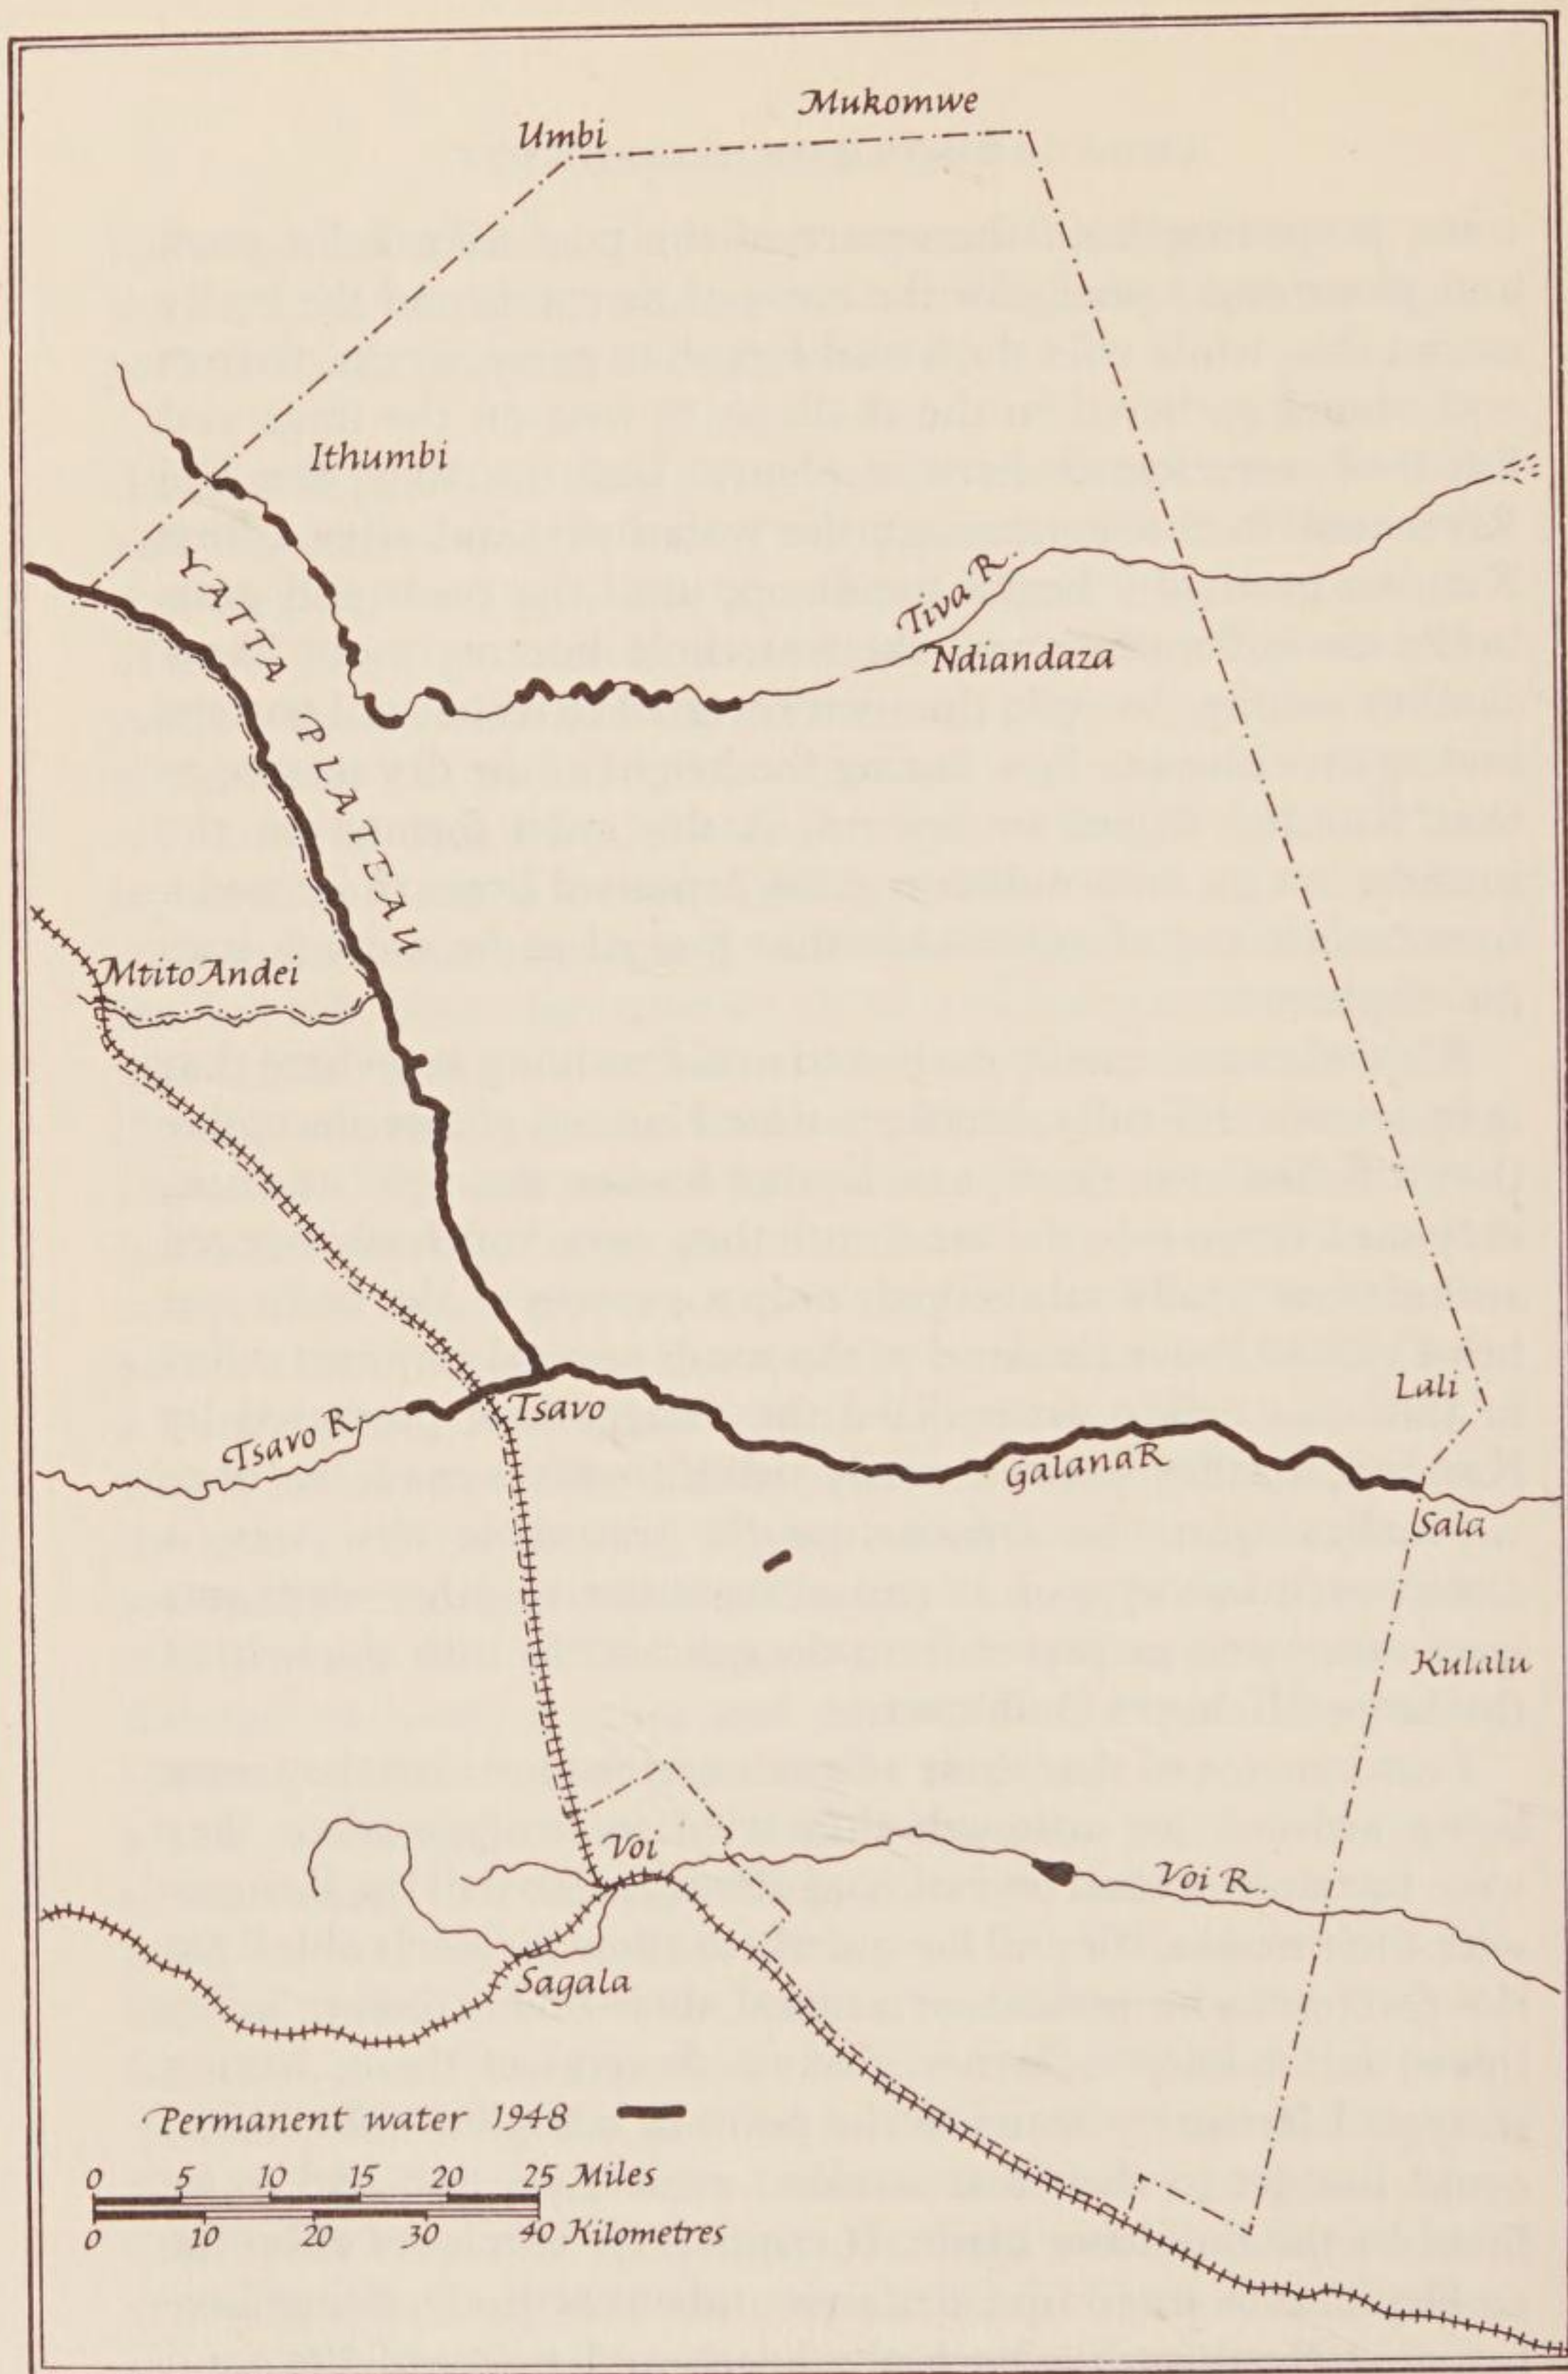 Mukomwe
Umbi
Ithumbi
YATTA PLATEAU
Tiva R.
Ndiandaza
Mtito Andei
Lali
Tsavo
Tsavo R.
Galana R
Sala
Kulalu
Voi
Voi R.
Sagala
Permanent water 1948
0 5 10 15 20 25 Miles
0 10 20 30 40 Kilometres